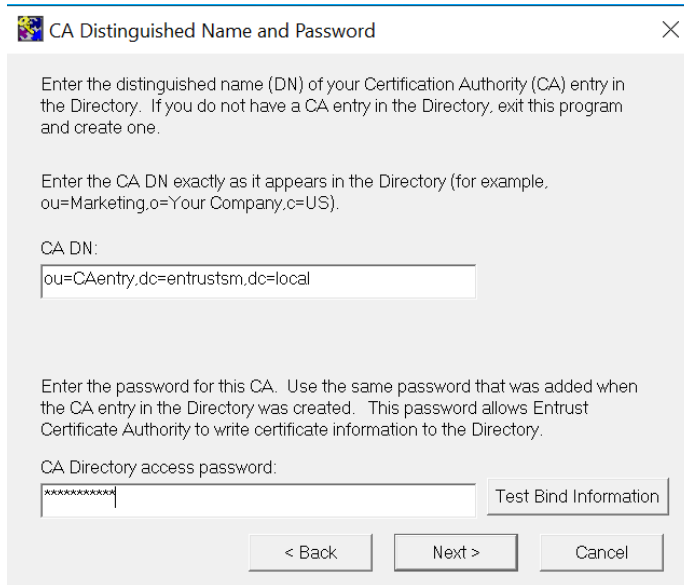 CA Distinguished Name and Password
Enter the distinguished name (DN) of your Certification Authority (CA) entry in
the Directory. If you do not have a CA entry in the Directory, exit this program
and create one.
Enter the CA DN exactly as it appears in the Directory (for example,
ou=Marketing,o=Your Company,c=US).
CA DN:
ou=CAentry,dc=entrustsm,dc=local
Enter the password for this CA. Use the same password that was added when
the CA entry in the Directory was created. This password allows Entrust
Certificate Authority to write certificate information to the Directory.
CA Directory access password:
***********
Test Bind Information
< Back
Next >
Cancel